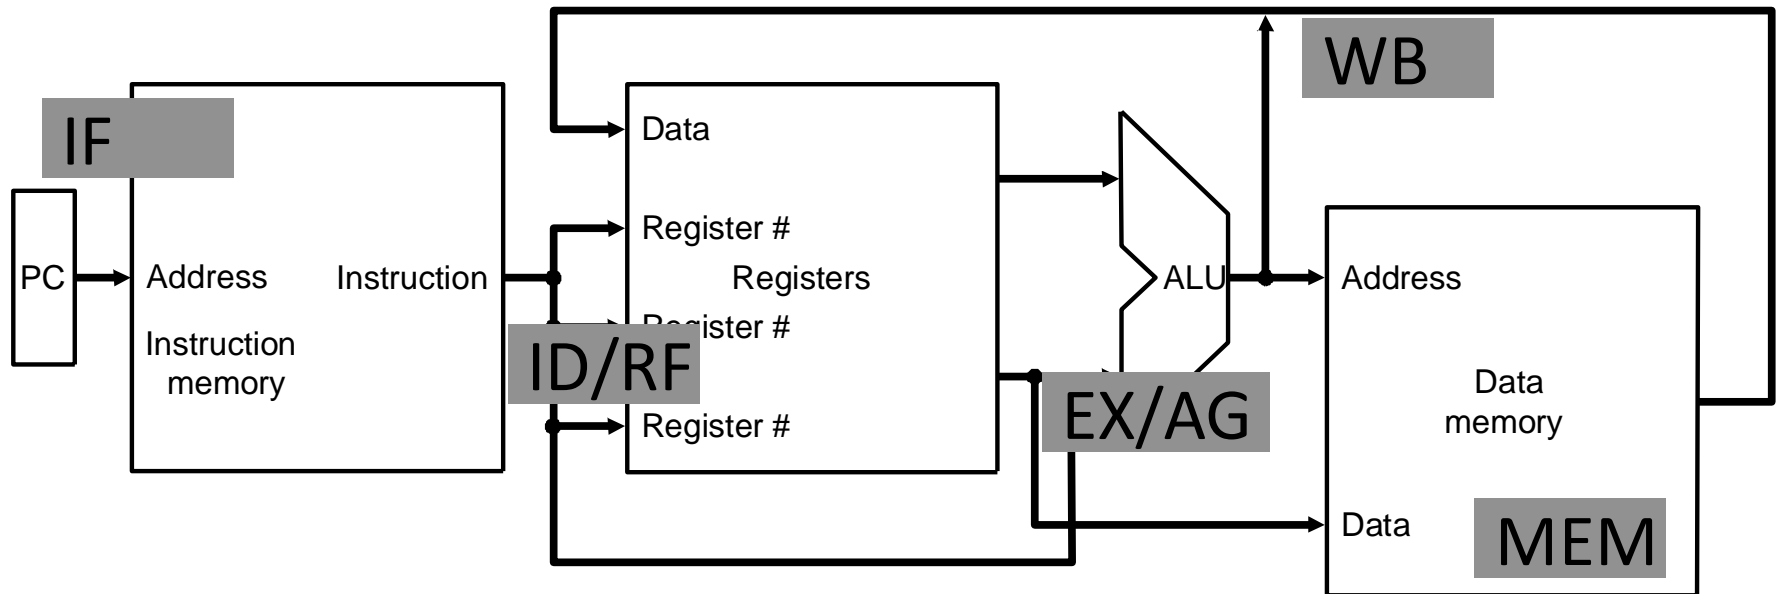 WB
IF
Data
Register #
PC
Address
Instruction
Registers
ALU
Address
Instruction
memory
Register #
ID/RF
EX/AG
Data
memory
Register #
Data
MEM